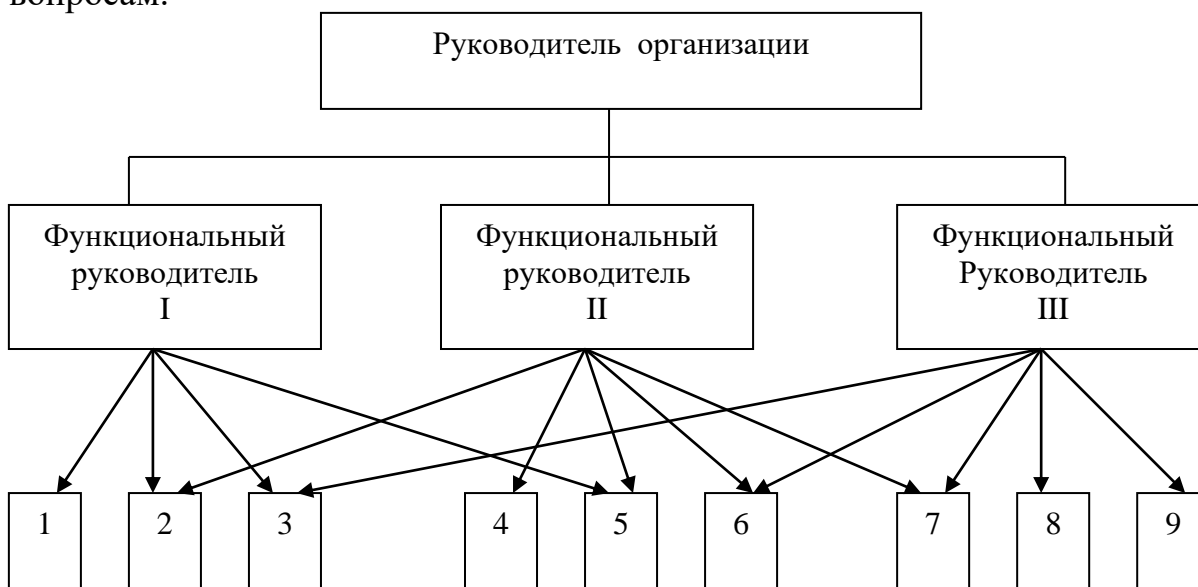 вопросам:
Руководитель организации
Функциональный
руководитель
I
Функциональный
руководитель
II
Функциональный
Руководитель
III
1
2
3
4
5
6
7
8
9